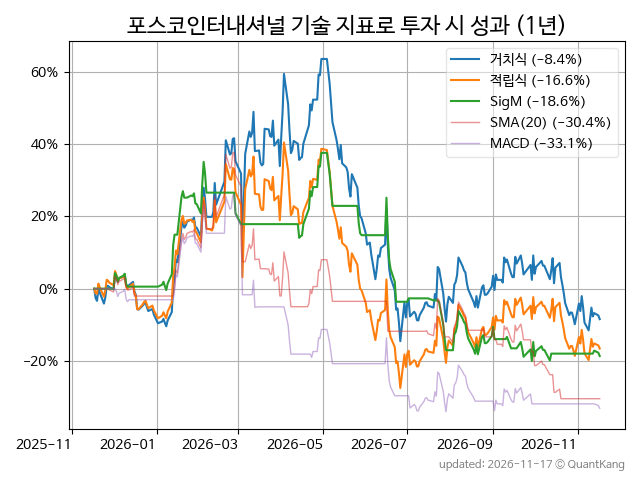 포스코인터내셔널 기술 지표로 투자 시 성과 (1년)
거치식 (-8.4%)
적립식 (-16.6%)
SigM (-18.6%)
SMA(20) (-30.4%)
MACD (-33.1%)
60%
40%
20%
0%
-20%
2025-11 2026-01 2026-03 2026-05 2026-07 2026-09 2026-11
updated: 2026-11-17 © QuantKang